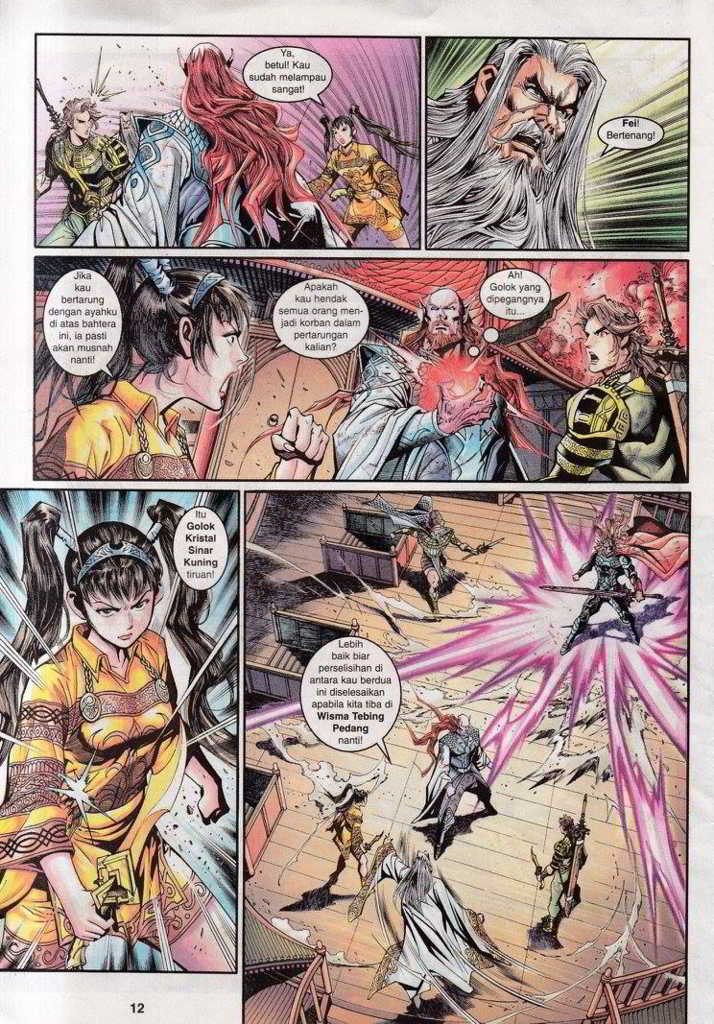 Ya,
betul! Kau
sudah melampau
sangat!
Fei!
Bertenang!
Jika
kau
bertarung
dengan ayahku
di atas bahtera
ini, ia pasti
akan musnah
nanti!
Apakah
kau hendak
semua orang men-
jadi korban dalam
pertarungan
kalian?
Ah!
Golok yang
dipegangnya
itu...
Itu
Golok
Kristal
Sinar
Kuning
tiruan!
Lebih
baik biar
perselisihan di
antara kau berdua
ini diselesaikan
apabila kita tiba di
Wisma Tebing
Pedang
nanti!
12